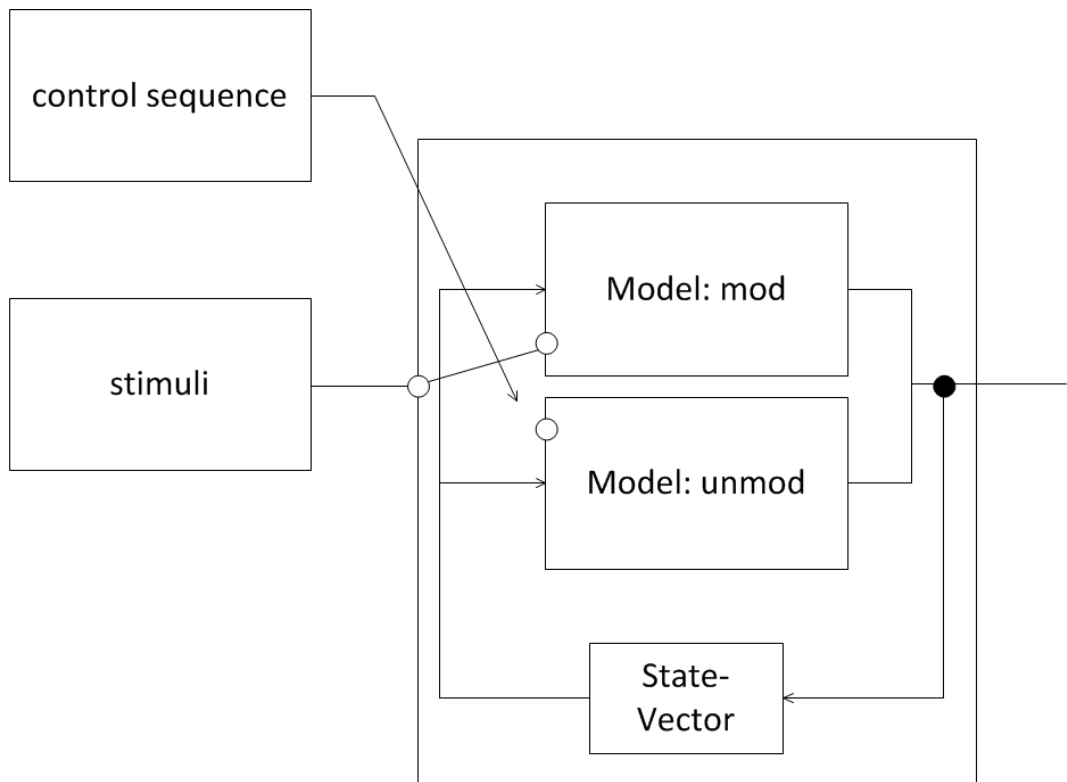 control sequence
stimuli
Model: mod
Model: unmod
State-
Vector